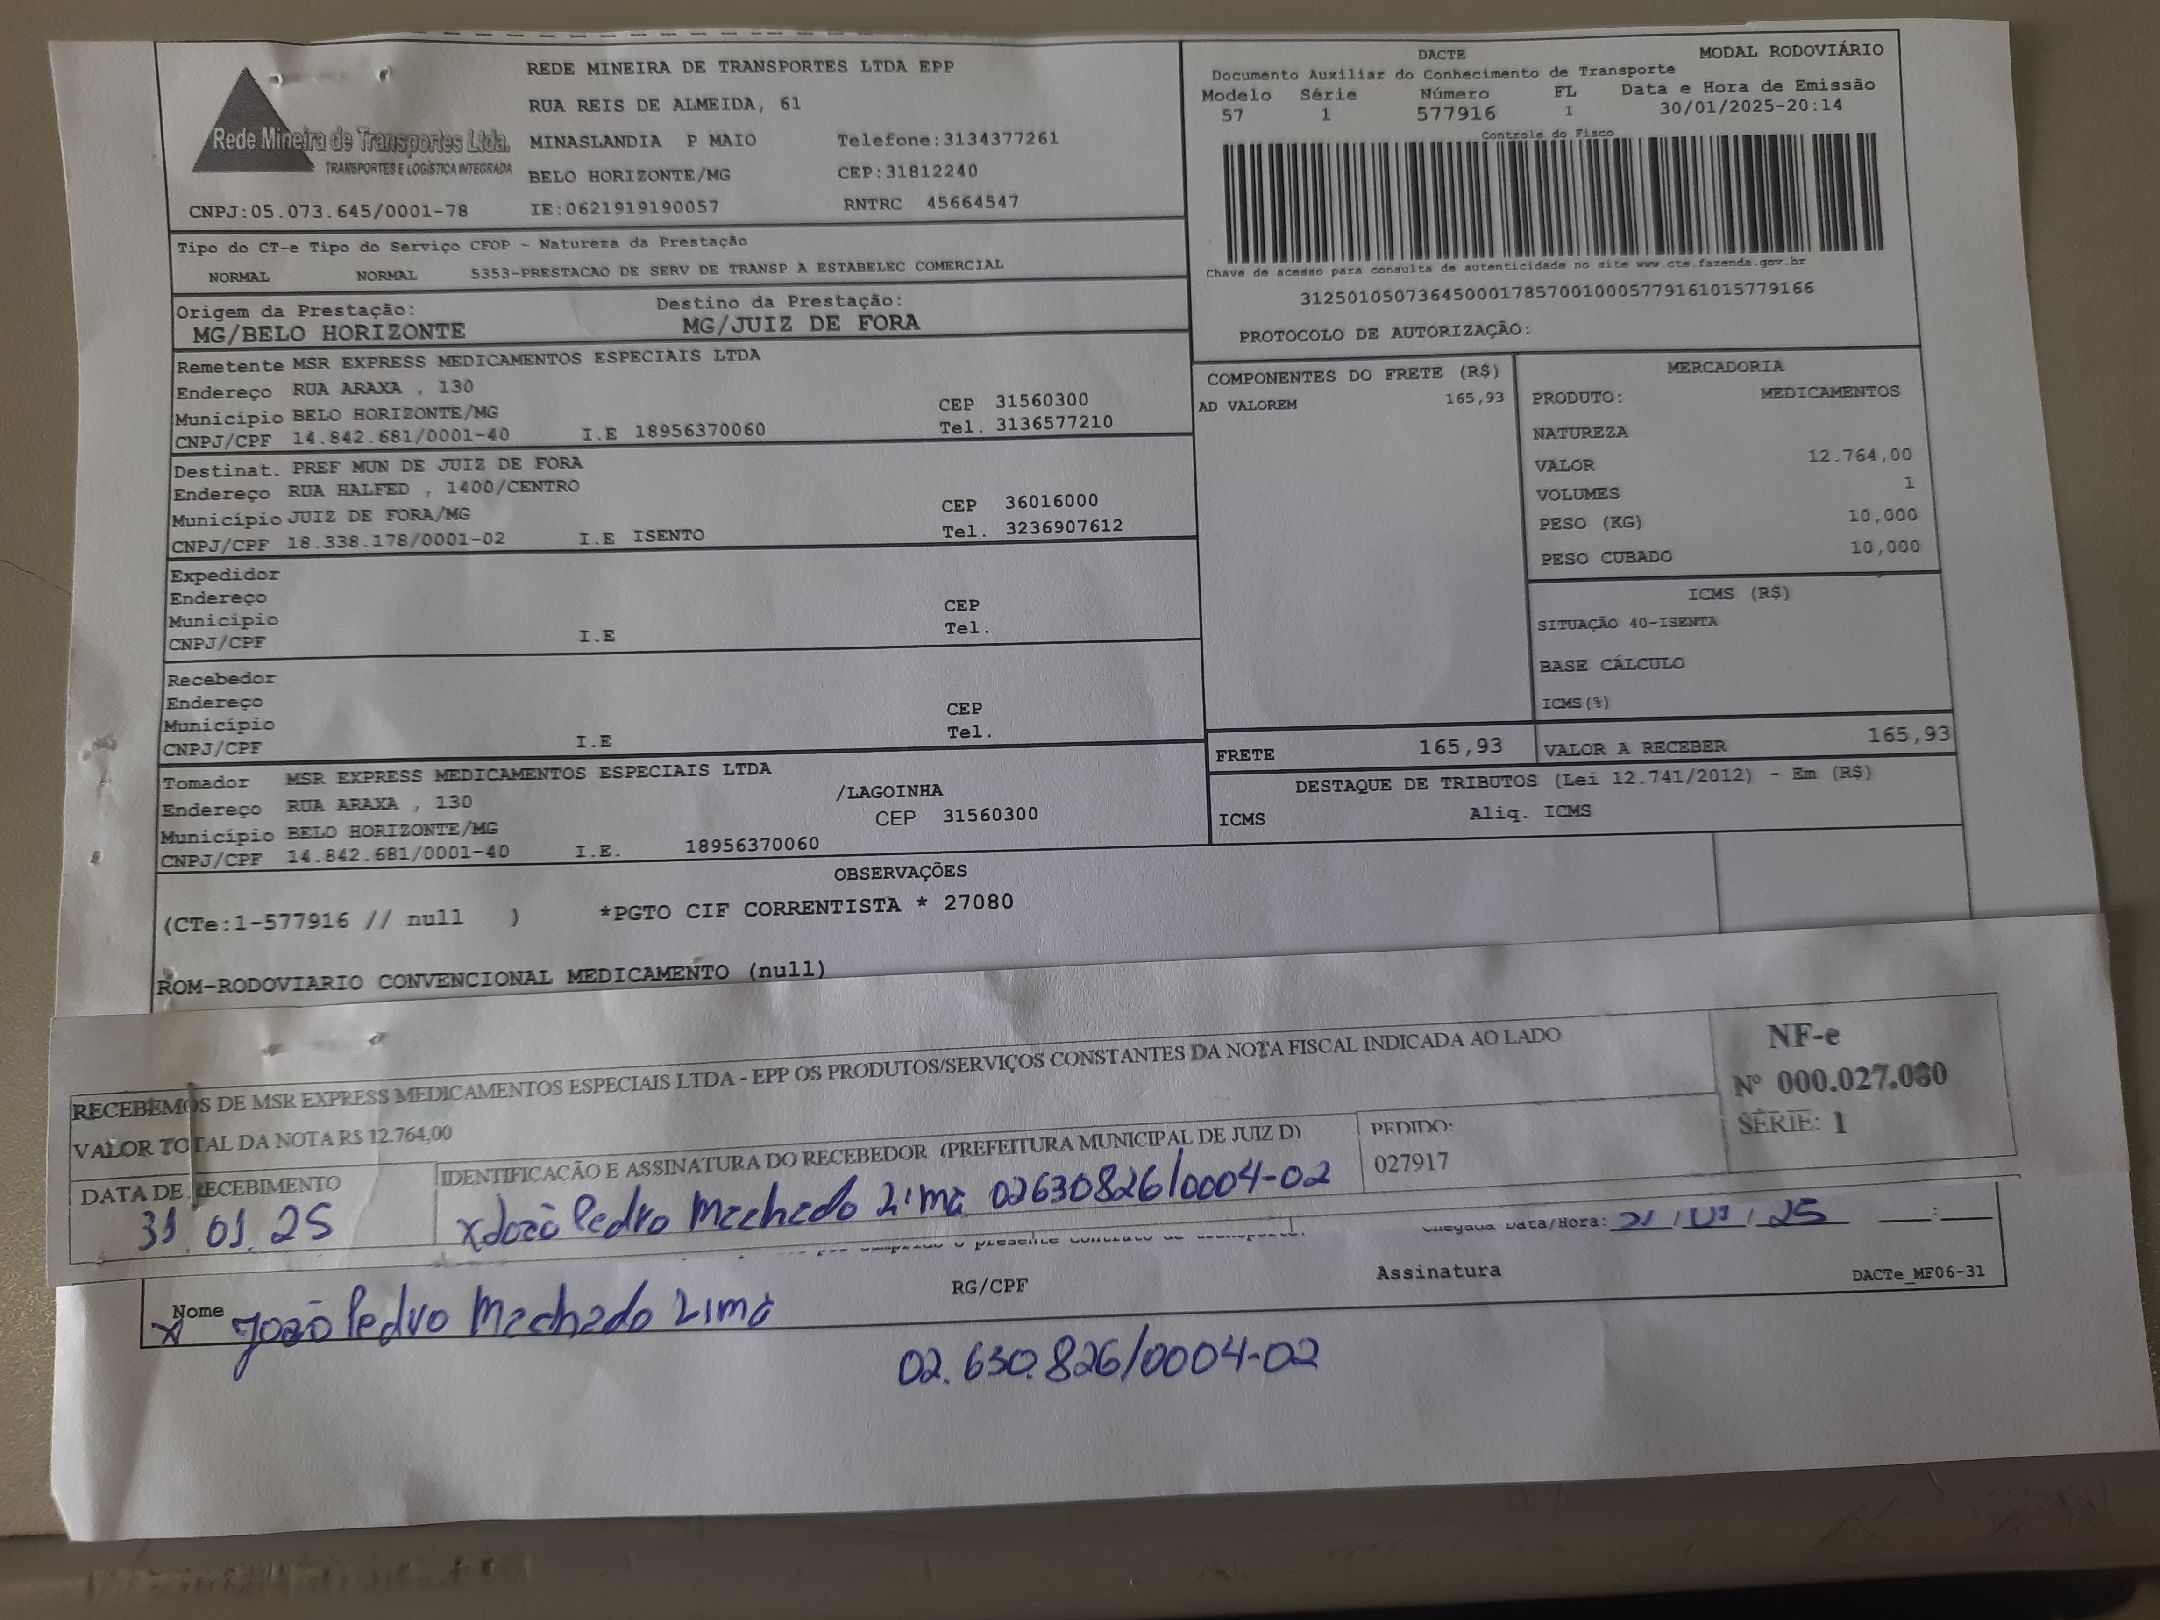 Rede Mineira de Transportes Ltda.
TRANSPORTES E LOGÍSTICA INTEGRADA
REDE MINEIRA DE TRANSPORTES LTDA EPP
RUA REIS DE ALMEIDA, 61
MINASLANDIA P MAIO Telefone:3134377261
BELO HORIZONTE/MG CEP:31812240
CNPJ:05.073.645/0001-78 IE:0621919190057 RNTRC 45664547
DACTE MODAL RODOVIÁRIO
Documento Auxiliar do Conhecimento de Transporte
Modelo Série Número FL Data e Hora de Emissão
57 1 577916 1 30/01/2025-20:14
Controle do Fisco
Chave de acesso para consulta de autenticidade no site www.cte.fazenda.gov.br
31250105073645000178570010005779161015779166
PROTOCOLO DE AUTORIZAÇÃO:
Tipo do CT-e Tipo do Serviço CFOP - Natureza da Prestação
NORMAL NORMAL 5353-PRESTACAO DE SERV DE TRANSP A ESTABELEC COMERCIAL
Origem da Prestação: Destino da Prestação:
MG/BELO HORIZONTE MG/JUIZ DE FORA
Remetente MSR EXPRESS MEDICAMENTOS ESPECIAIS LTDA
Endereço RUA ARAXA , 130
Município BELO HORIZONTE/MG CEP 31560300
CNPJ/CPF 14.842.681/0001-40 I.E 18956370060 Tel. 3136577210
Destinat. PREF MUN DE JUIZ DE FORA
Endereço RUA HALFED , 1400/CENTRO
Município JUIZ DE FORA/MG CEP 36016000
CNPJ/CPF 18.338.178/0001-02 I.E ISENTO Tel. 3236907612
Expedidor
Endereço
Município CEP
CNPJ/CPF I.E Tel.
Recebedor
Endereço
Município CEP
CNPJ/CPF I.E Tel.
Tomador MSR EXPRESS MEDICAMENTOS ESPECIAIS LTDA
Endereço RUA ARAXA , 130 /LAGOINHA
Município BELO HORIZONTE/MG CEP 31560300
CNPJ/CPF 14.842.681/0001-40 I.E. 18956370060
COMPONENTES DO FRETE (R$)
AD VALOREM 165,93
MERCADORIA
PRODUTO: MEDICAMENTOS
NATUREZA
VALOR 12.764,00
VOLUMES 1
PESO (KG) 10,000
PESO CUBADO 10,000
ICMS (R$)
SITUAÇÃO 40-ISENTA
BASE CÁLCULO
ICMS(%)
FRETE 165,93 VALOR A RECEBER 165,93
DESTAQUE DE TRIBUTOS (Lei 12.741/2012) - Em (R$)
ICMS Aliq. ICMS
OBSERVAÇÕES
(CTe:1-577916 // null ) *PGTO CIF CORRENTISTA * 27080
ROM-RODOVIARIO CONVENCIONAL MEDICAMENTO (null)
RECEBEMOS DE MSR EXPRESS MEDICAMENTOS ESPECIAIS LTDA - EPP OS PRODUTOS/SERVIÇOS CONSTANTES DA NOTA FISCAL INDICADA AO LADO
VALOR TOTAL DA NOTA R$ 12.764,00
NF-e
Nº 000.027.080
SÉRIE: 1
DATA DE RECEBIMENTO
31.01.25
IDENTIFICAÇÃO E ASSINATURA DO RECEBEDOR (PREFEITURA MUNICIPAL DE JUIZ D)
x João Pedro Machado Lima 02630826/0004-02
PEDIDO:
027917
Chegada Data/Hora: 31/01/25 __:__
o presente contrato de transporte.
Nome RG/CPF Assinatura DACTe_MF06-31
x João Pedro Machado Lima
02.630.826/0004-02